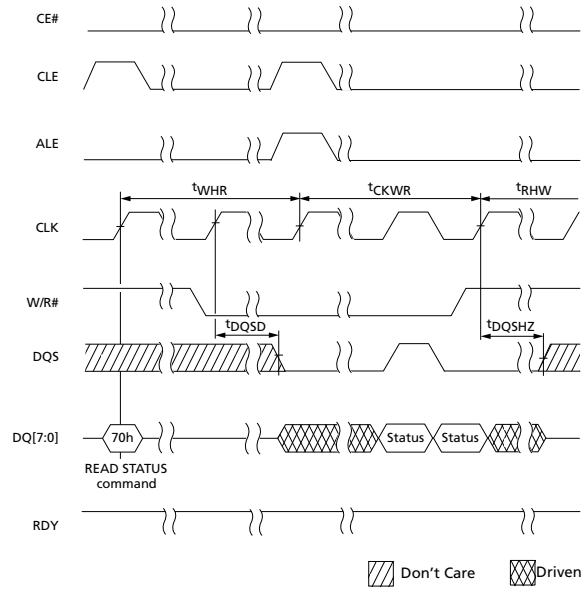 CE#
CLE
ALE
tWHR tCKWR tRHW
CLK
W/R#
tDQSD tDQSHZ
DQS
DQ[7:0] 70h Status Status
READ STATUS
command
RDY
Don't Care Driven